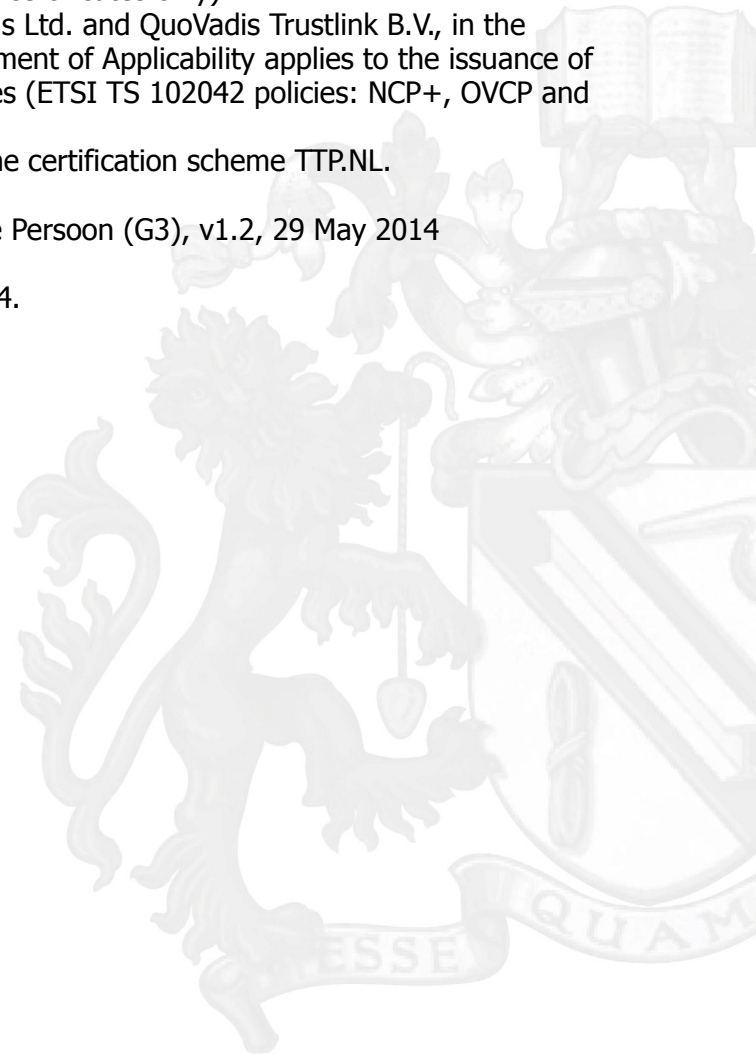 s Ltd. and QuoVadis Trustlink B.V., in the
ment of Applicability applies to the issuance of
es (ETSI TS 102042 policies: NCP+, OVCP and
ne certification scheme TTP.NL.
e Persoon (G3), v1.2, 29 May 2014
4.
ESSE
QUAM